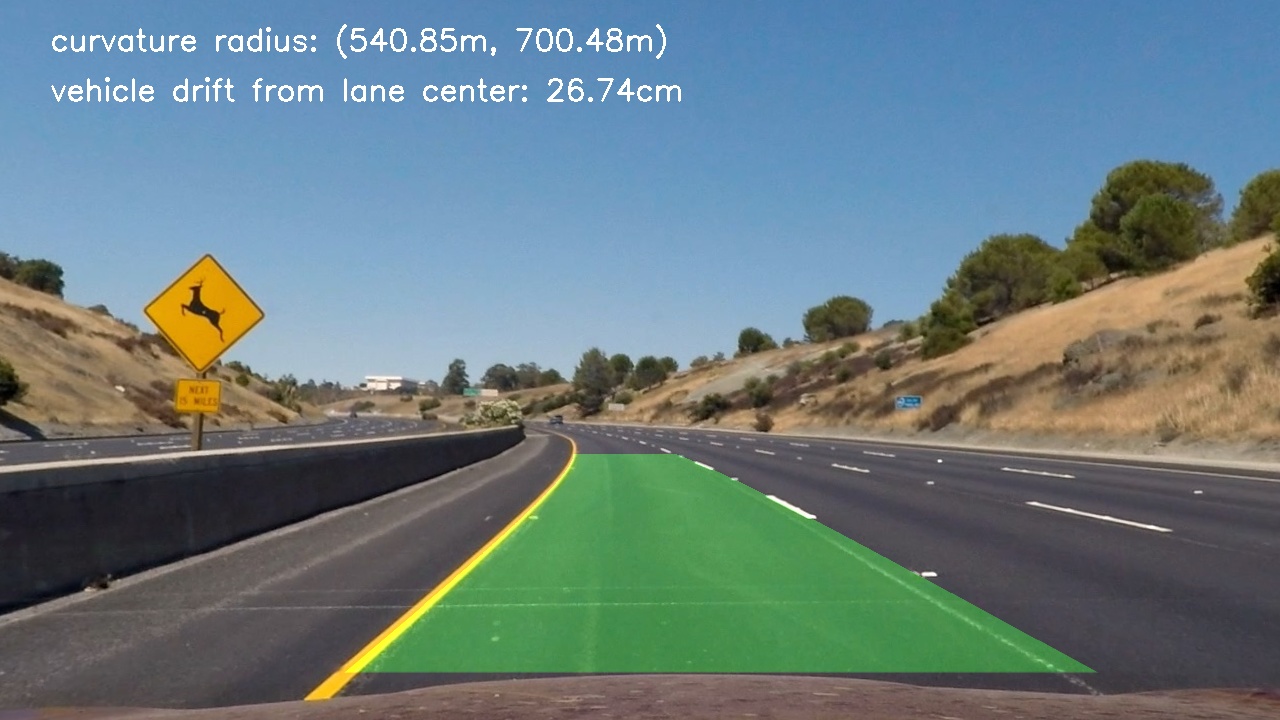 curvature radius: (540.85m, 700.48m)
vehicle drift from lane center: 26.74cm
NEXT
15 MILES